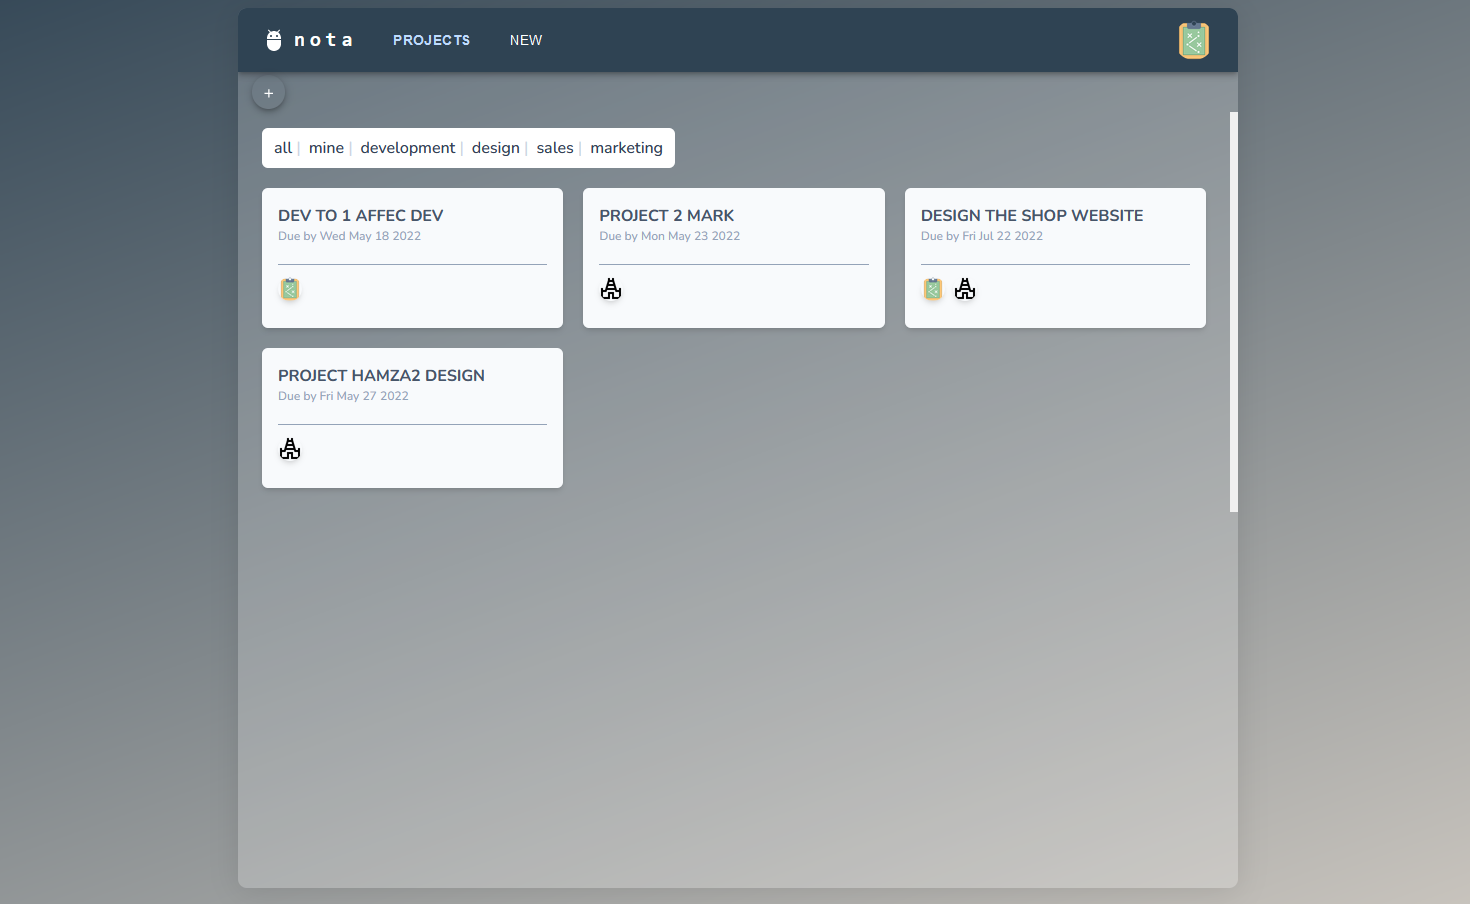 nota PROJECTS NEW
+
all | mine | development | design | sales | marketing
DEV TO 1 AFFEC DEV
Due by Wed May 18 2022
PROJECT 2 MARK
Due by Mon May 23 2022
DESIGN THE SHOP WEBSITE
Due by Fri Jul 22 2022
PROJECT HAMZA2 DESIGN
Due by Fri May 27 2022